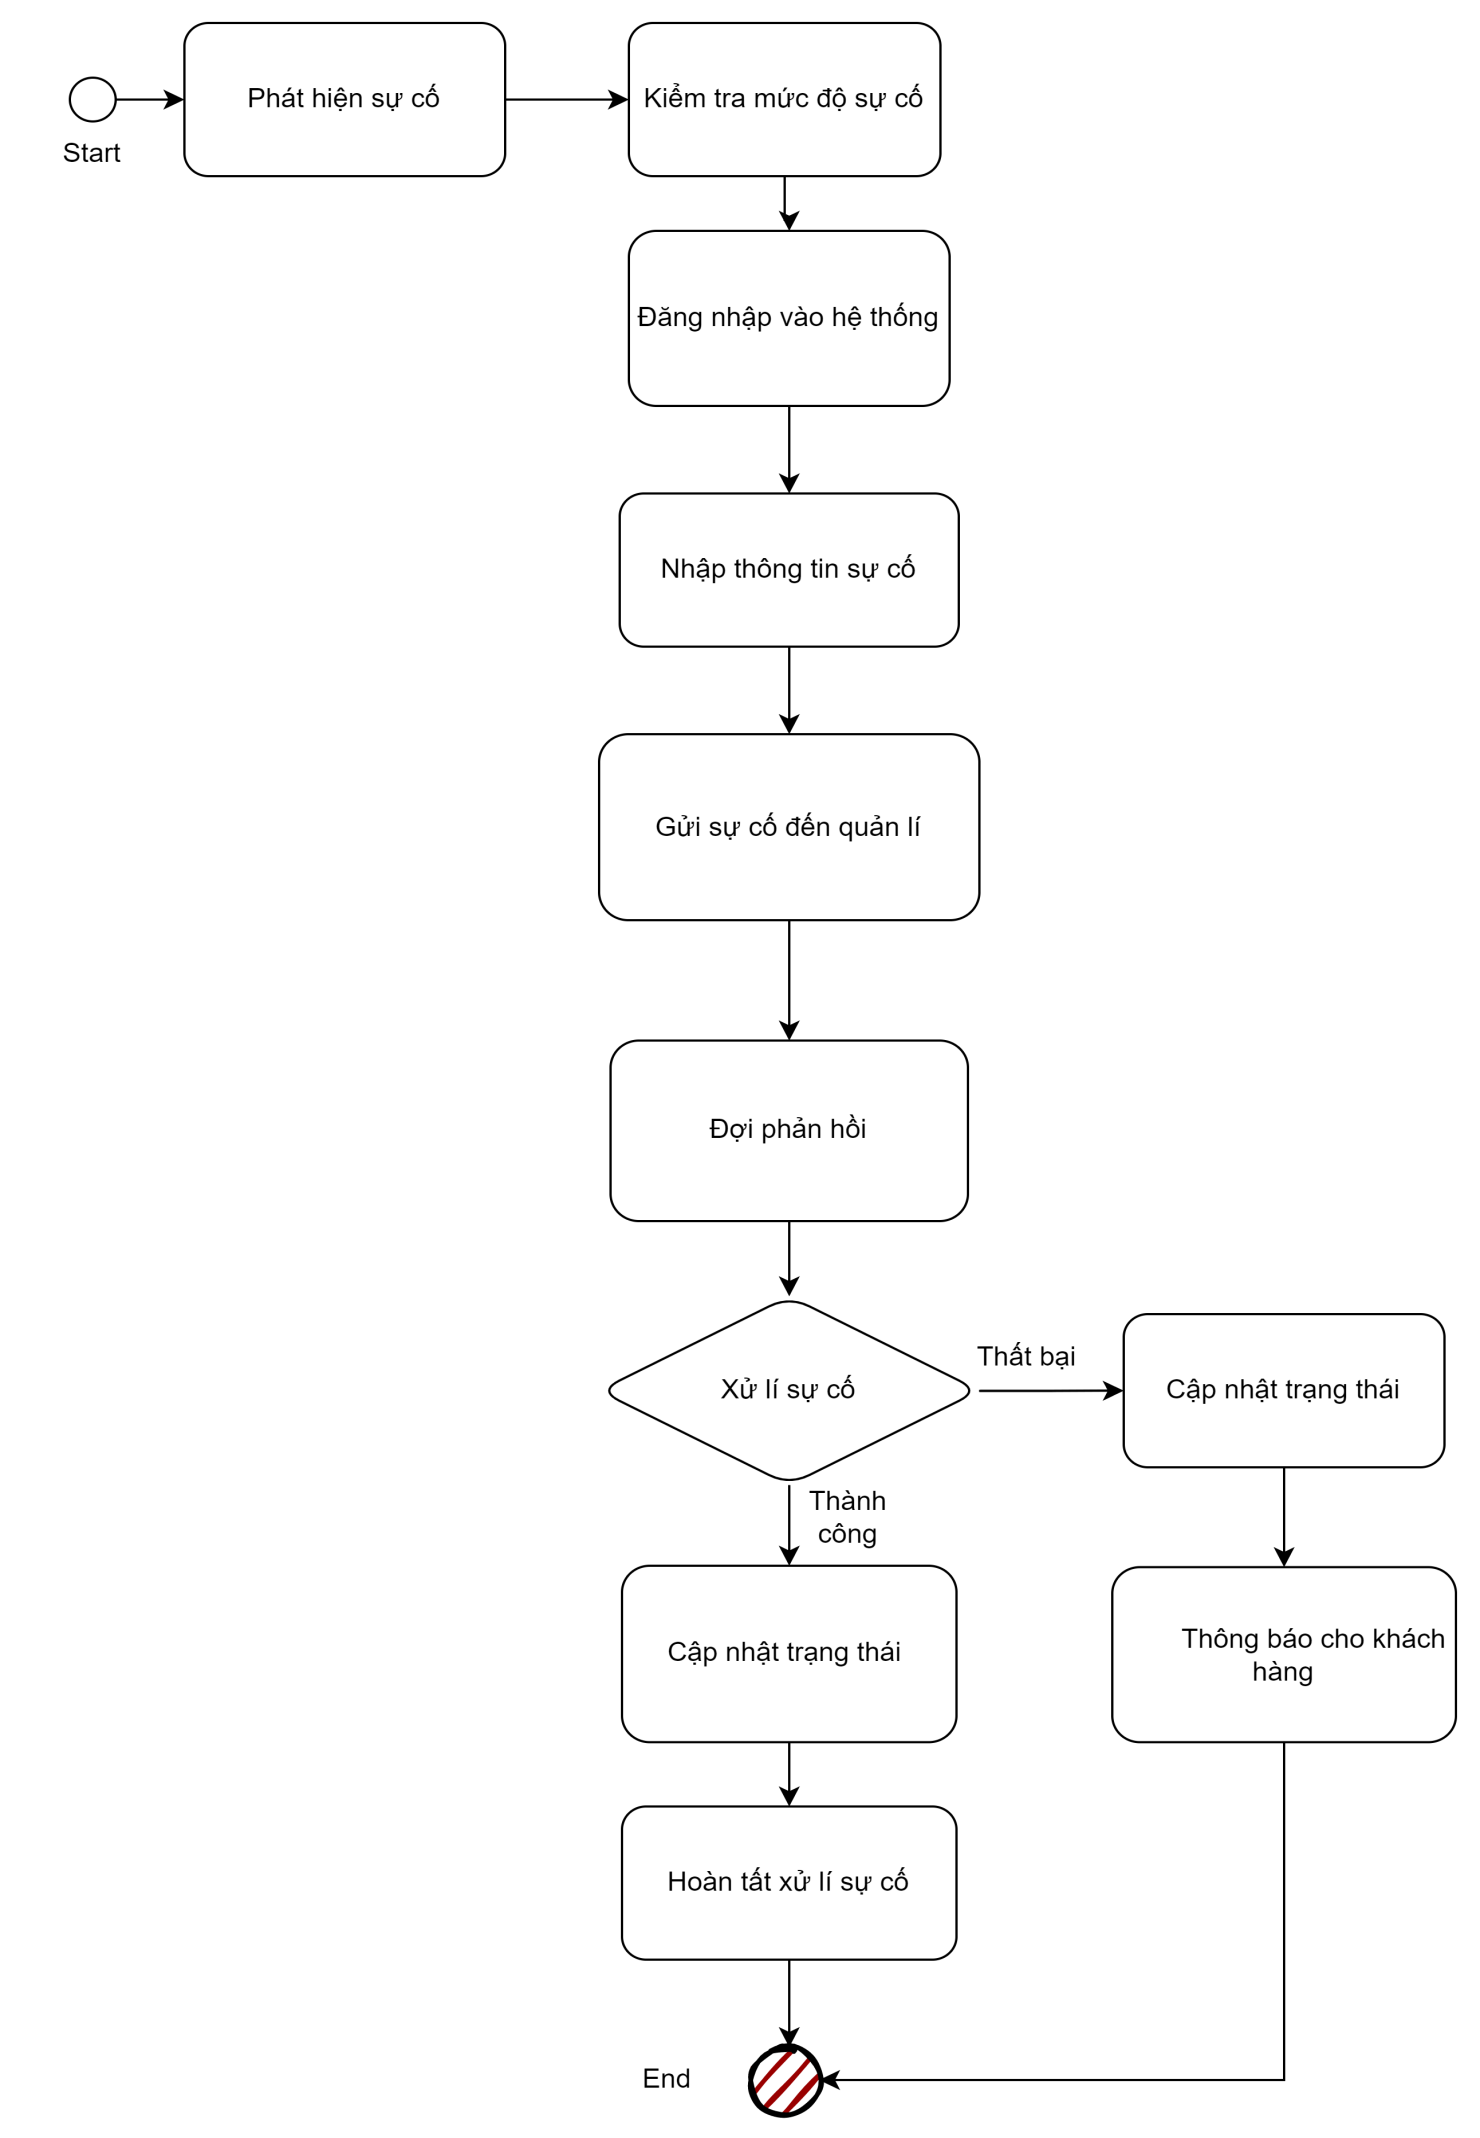 Phát hiện sự cố
Kiểm tra mức độ sự cố
Start
Đăng nhập vào hệ thống
Nhập thông tin sự cố
Gửi sự cố đến quản lí
Đợi phản hồi
Xử lí sự cố
Thất bại
Cập nhật trạng thái
Thành
công
Cập nhật trạng thái
Thông báo cho khách
hàng
Hoàn tất xử lí sự cố
End